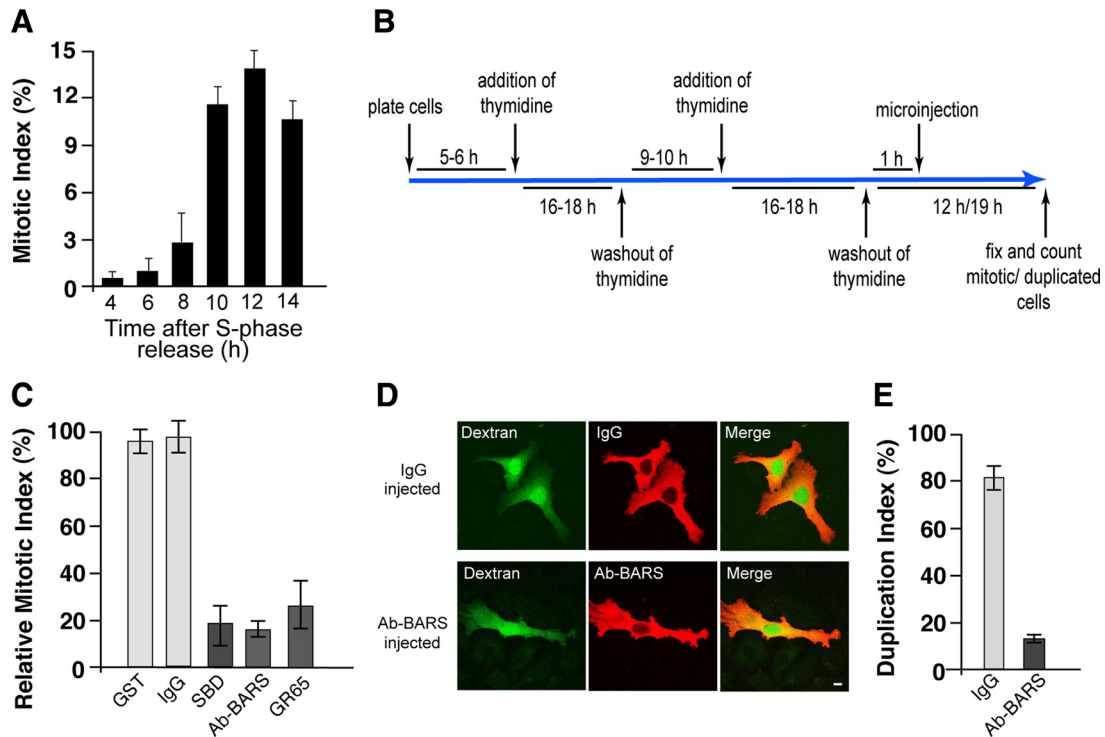 A
Mitotic Index (%)
15
12
9
6
3
0
4 6 8 10 12 14
Time after S-phase
release (h)
B
plate cells
addition of
thymidine
addition of
thymidine
microinjection
5-6 h
9-10 h
1 h
16-18 h
16-18 h
12 h/19 h
washout of
thymidine
washout of
thymidine
fix and count
mitotic/ duplicated
cells
C
Relative Mitotic Index (%)
100
80
60
40
20
0
GST
IgG
SBD
Ab-BARS
GR65
D
Dextran
IgG
Merge
IgG
injected
Dextran
Ab-BARS
Merge
Ab-BARS
injected
E
Duplication Index (%)
100
80
60
40
20
0
IgG
Ab-BARS